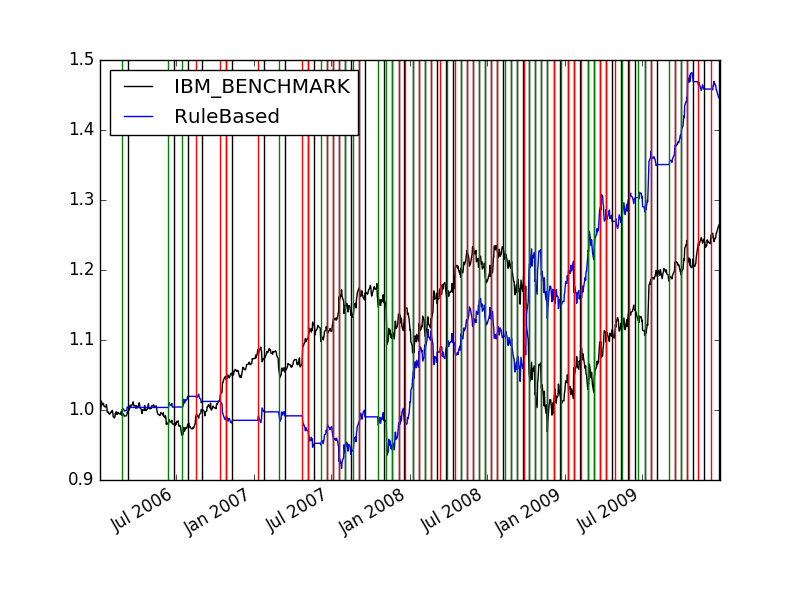 1.5
IBM_BENCHMARK
RuleBased
1.4
1.3
1.2
1.1
1.0
0.9
Jul 2006
Jan 2007
Jul 2007
Jan 2008
Jul 2008
Jan 2009
Jul 2009